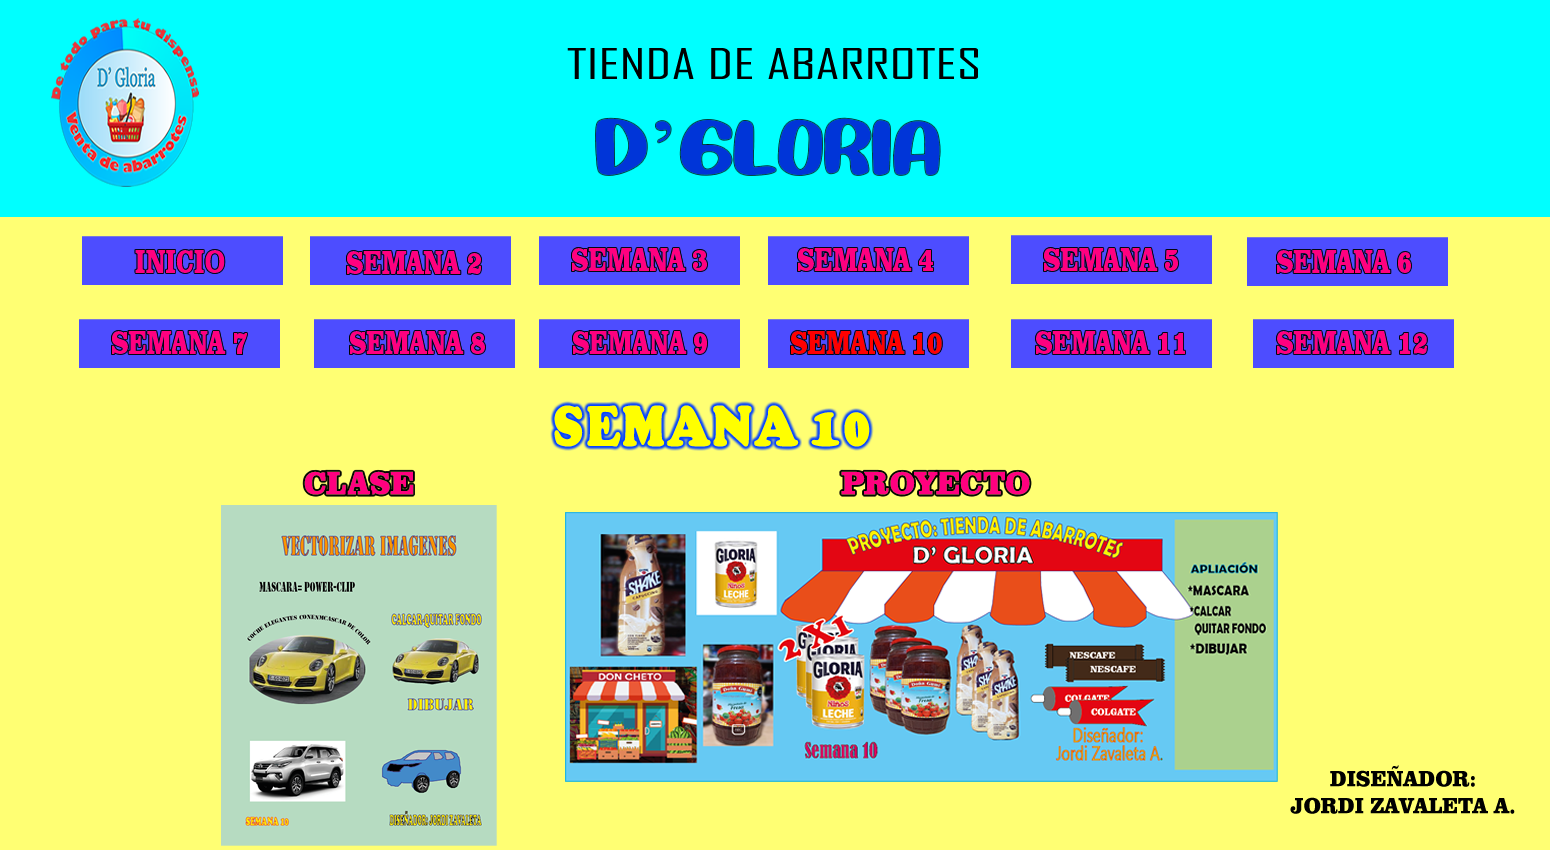 De todo para tu dispensa
D' Gloria
Venta de abarrotes
TIENDA DE ABARROTES
D'GLORIA
INICIO
SEMANA 2
SEMANA 3
SEMANA 4
SEMANA 5
SEMANA 6
SEMANA 7
SEMANA 8
SEMANA 9
SEMANA 10
SEMANA 11
SEMANA 12
SEMANA 10
CLASE
VECTORIZAR IMAGENES
MASCARA= POWER-CLIP
COCHE ELEGANTES CONENMCASCAR DE COLOR
CALCAR-QUITAR FONDO
DIBUJAR
SEMANA 10
DISEÑADOR: JORDI ZAVALETA
PROYECTO
PROYECTO: TIENDA DE ABARROTES
D' GLORIA
SHAKE
CAPUCCINO
GLORIA
Niños
LECHE
DON CHETO
2 X 1
GLORIA
GLORIA
Niños
LECHE
SHAKE
NESCAFE
NESCAFE
COLGATE
COLGATE
Semana 10
Diseñador:
Jordi Zavaleta A.
APLIACIÓN
*MASCARA
*CALCAR
QUITAR FONDO
*DIBUJAR
DISEÑADOR:
JORDI ZAVALETA A.